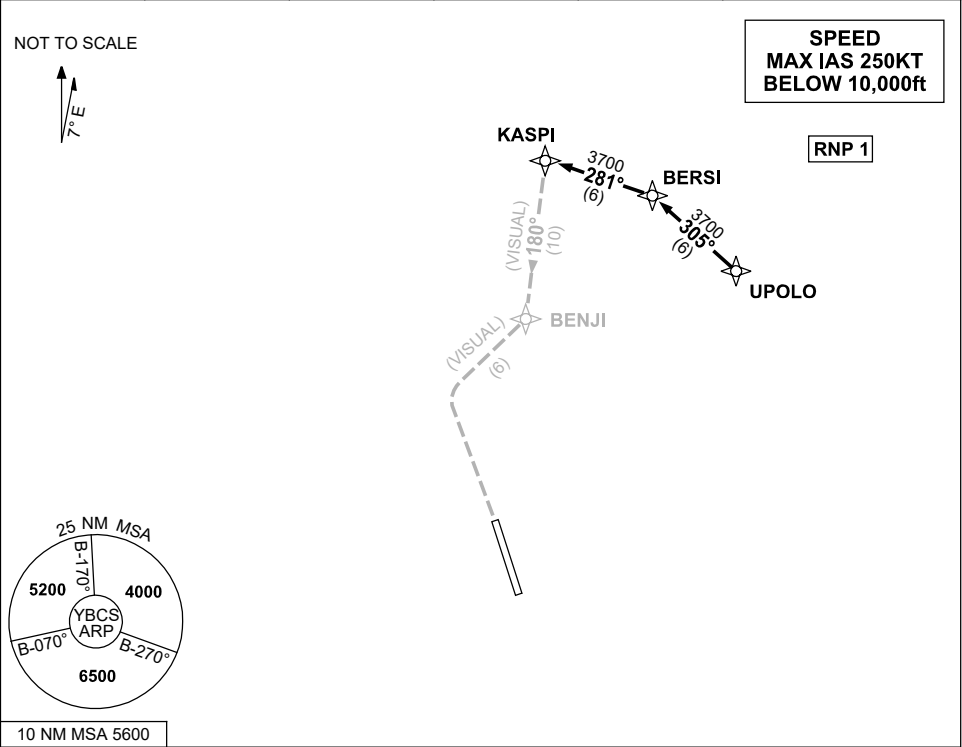 NOT TO SCALE
7° E
SPEED
MAX IAS 250KT
BELOW 10,000ft
RNP 1
KASPI
3700
281°
(6)
BERSI
3700
305°
(6)
UPOLO
(VISUAL)
180°
(10)
BENJI
(VISUAL)
(6)
25 NM MSA
B-170°
5200
4000
YBCS
ARP
B-070°
B-270°
6500
10 NM MSA 5600